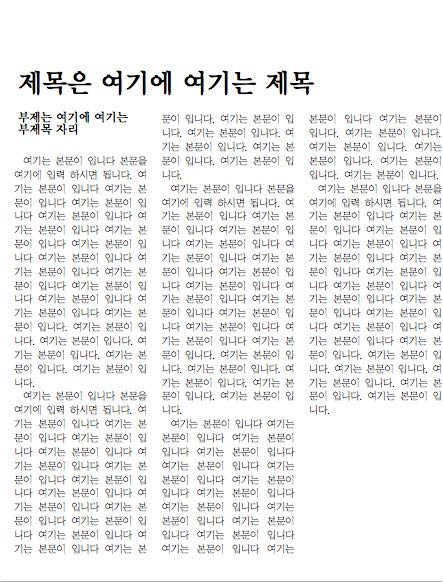 제목은 여기에 여기는 제목
부제는 여기에 여기는
부제목 자리
여기는 본문이 입니다 본문을
여기에 입력 하시면 됩니다. 여
기는 본문이 입니다 여기는 본
문이 입니다 여기는 본문이 입
니다 여기는 본문이 입니다 여
기는 본문이 입니다 여기는 본
문이 입니다 여기는 본문이 입
니다 여기는 본문이 입니다 여
기는 본문이 입니다 여기는 본
문이 입니다 여기는 본문이 입
니다 여기는 본문이 입니다 여
기는 본문이 입니다 여기는 본
문이 입니다. 여기는 본문이 입
니다. 여기는 본문이 입니다. 여
기는 본문이 입니다. 여기는 본
문이 입니다. 여기는 본문이 입
니다.
여기는 본문이 입니다 본문을
여기에 입력 하시면 됩니다. 여
기는 본문이 입니다 여기는 본
문이 입니다 여기는 본문이 입
니다 여기는 본문이 입니다 여
기는 본문이 입니다 여기는 본
문이 입니다 여기는 본문이 입
니다 여기는 본문이 입니다 여
기는 본문이 입니다 여기는 본
문이 입니다 여기는 본문이 입
니다 여기는 본문이 입니다 여
기는 본문이 입니다 여기는 본
문이 입니다. 여기는 본문이 입
니다. 여기는 본문이 입니다. 여
기는 본문이 입니다. 여기는 본
문이 입니다. 여기는 본문이 입
니다.
여기는 본문이 입니다 본문을
여기에 입력 하시면 됩니다. 여
기는 본문이 입니다 여기는 본
문이 입니다 여기는 본문이 입
니다 여기는 본문이 입니다 여
기는 본문이 입니다 여기는 본
문이 입니다 여기는 본문이 입
니다 여기는 본문이 입니다 여
기는 본문이 입니다 여기는 본
문이 입니다 여기는 본문이 입
니다 여기는 본문이 입니다 여
기는 본문이 입니다 여기는 본
문이 입니다. 여기는 본문이 입
니다. 여기는 본문이 입니다. 여
기는 본문이 입니다. 여기는 본
문이 입니다. 여기는 본문이 입
니다.
여기는 본문이 입니다 여기는
본문이 입니다 여기는 본문이
입니다 여기는 본문이 입니다
여기는 본문이 입니다 여기는
본문이 입니다 여기는 본문이
입니다 여기는 본문이 입니다
여기는 본문이 입니다 여기는
본문이 입니다 여기는 본문이
입니다 여기는 본문이 입니다
여기는 본문이 입니다 여기는
본문이 입니다 여기는 본문이
입니다. 여기는 본문이 입니다.
여기는 본문이 입니다. 여기는
본문이 입니다. 여기는 본문이
입니다. 여기는 본문이 입니다.
여기는 본문이 입니다 본문을
여기에 입력 하시면 됩니다. 여
기는 본문이 입니다 여기는 본
문이 입니다 여기는 본문이 입
니다 여기는 본문이 입니다 여
기는 본문이 입니다 여기는 본
문이 입니다 여기는 본문이 입
니다 여기는 본문이 입니다 여
기는 본문이 입니다 여기는 본
문이 입니다 여기는 본문이 입
니다 여기는 본문이 입니다 여
기는 본문이 입니다 여기는 본
문이 입니다. 여기는 본문이 입
니다. 여기는 본문이 입니다. 여
기는 본문이 입니다. 여기는 본
문이 입니다. 여기는 본문이 입
니다.